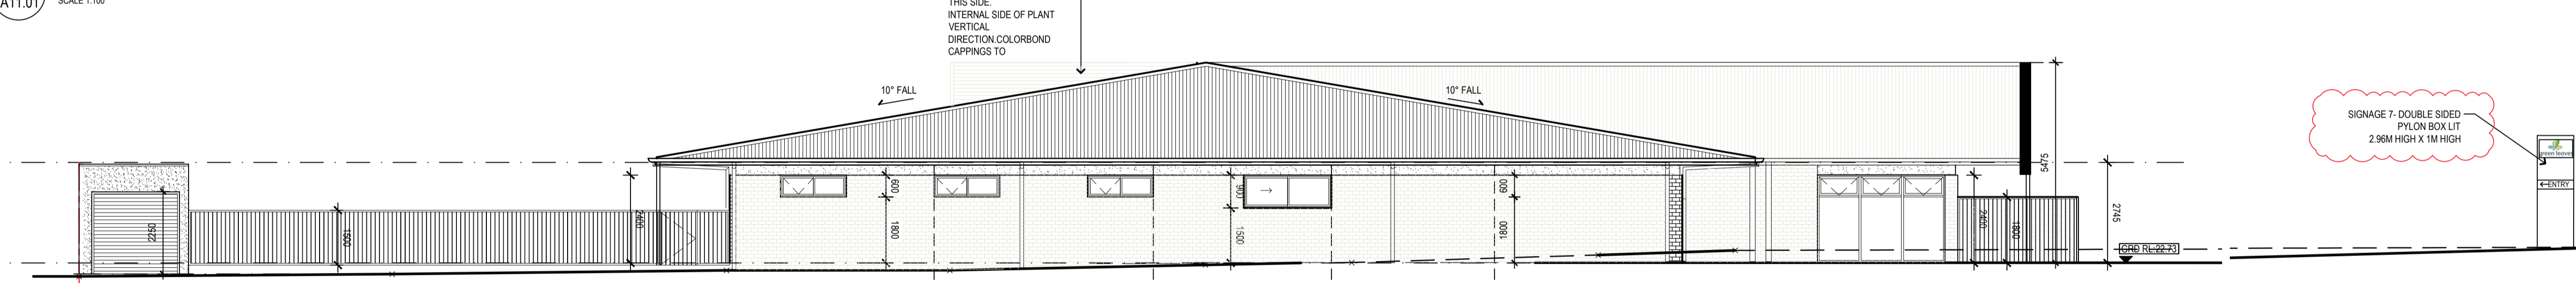 A11.01
SCALE 1:100
THIS SIDE.
INTERNAL SIDE OF PLANT
VERTICAL
DIRECTION.COLORBOND
CAPPINGS TO
10° FALL
10° FALL
SIGNAGE 7- DOUBLE SIDED
PYLON BOX LIT
2.96M HIGH X 1M HIGH
green leaves
ENTRY
2250
1500
2400
600
1800
900
1500
600
1800
2400
1800
5475
2745
GRD RL:22.73